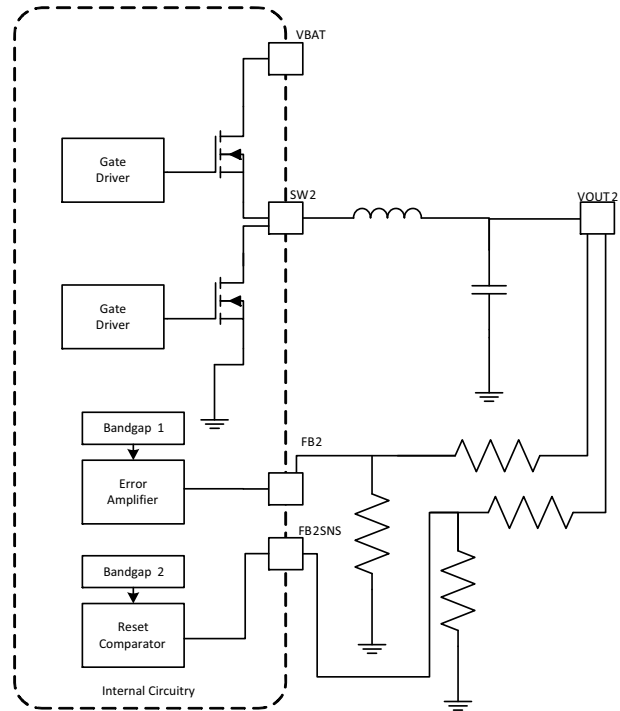 VBAT
Gate
Driver
SW2
VOUT2
Gate
Driver
Bandgap 1
FB2
Error
Amplifier
FB2SNS
Bandgap 2
Reset
Comparator
Internal Circuitry